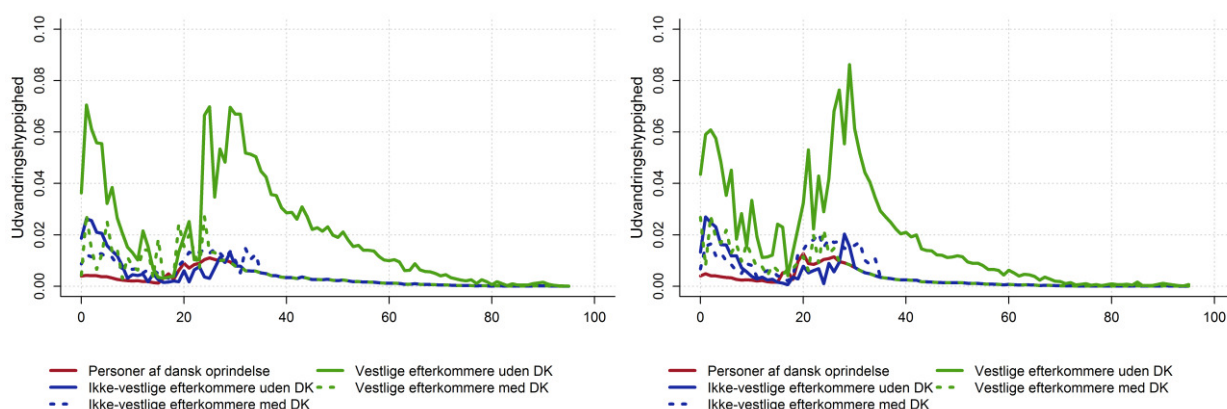 0.10
0.08
0.06
0.04
0.02
0.00
Udvandringshyppighed
0 20 40 60 80 100
Personer af dansk oprindelse
Ikke-vestlige efterkommere uden DK
Ikke-vestlige efterkommere med DK
Vestlige efterkommere uden DK
Vestlige efterkommere med DK
0.10
0.08
0.06
0.04
0.02
0.00
Udvandringshyppighed
0 20 40 60 80 100
Personer af dansk oprindelse
Ikke-vestlige efterkommere uden DK
Ikke-vestlige efterkommere med DK
Vestlige efterkommere uden DK
Vestlige efterkommere med DK